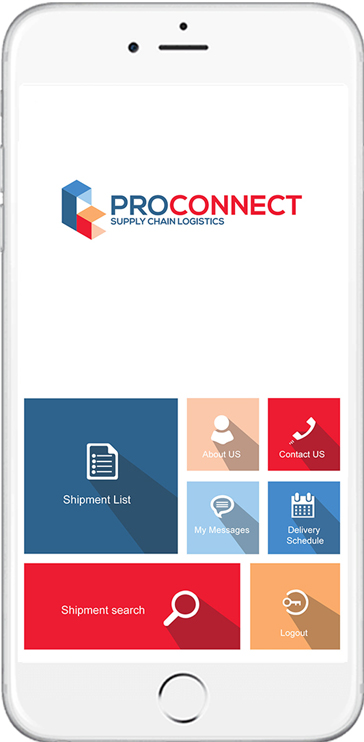 PROCONNECT
SUPPLY CHAIN LOGISTICS
Shipment List
About US
Contact US
My Messages
Delivery
Schedule
Shipment search
Logout